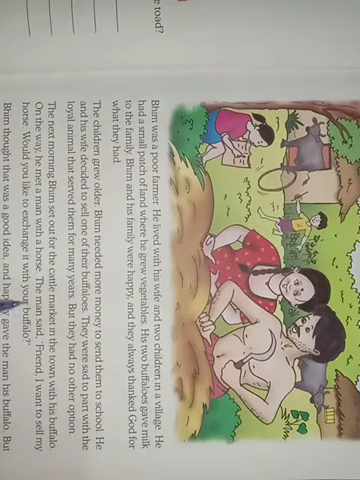 e toad?
Bhim was a poor farmer. He lived with his wife and two children in a village. He
had a small patch of land where he grew vegetables. His two buffaloes gave milk
to the family. Bhim and his family were happy, and they always thanked God for
what they had.
The children grew older. Bhim needed more money to send them to school. He
and his wife decided to sell one of their buffaloes. They were sad to part with the
loyal animal that served them for many years. But they had no other option.
The next morning Bhim set out for the cattle market in the town with his buffalo.
On the way, he met a man with a horse. The man said, "Friend, I want to sell my
horse. Would you like to exchange it with your buffalo?"
Bhim thought that was a good idea, and happily gave the man his buffalo. But